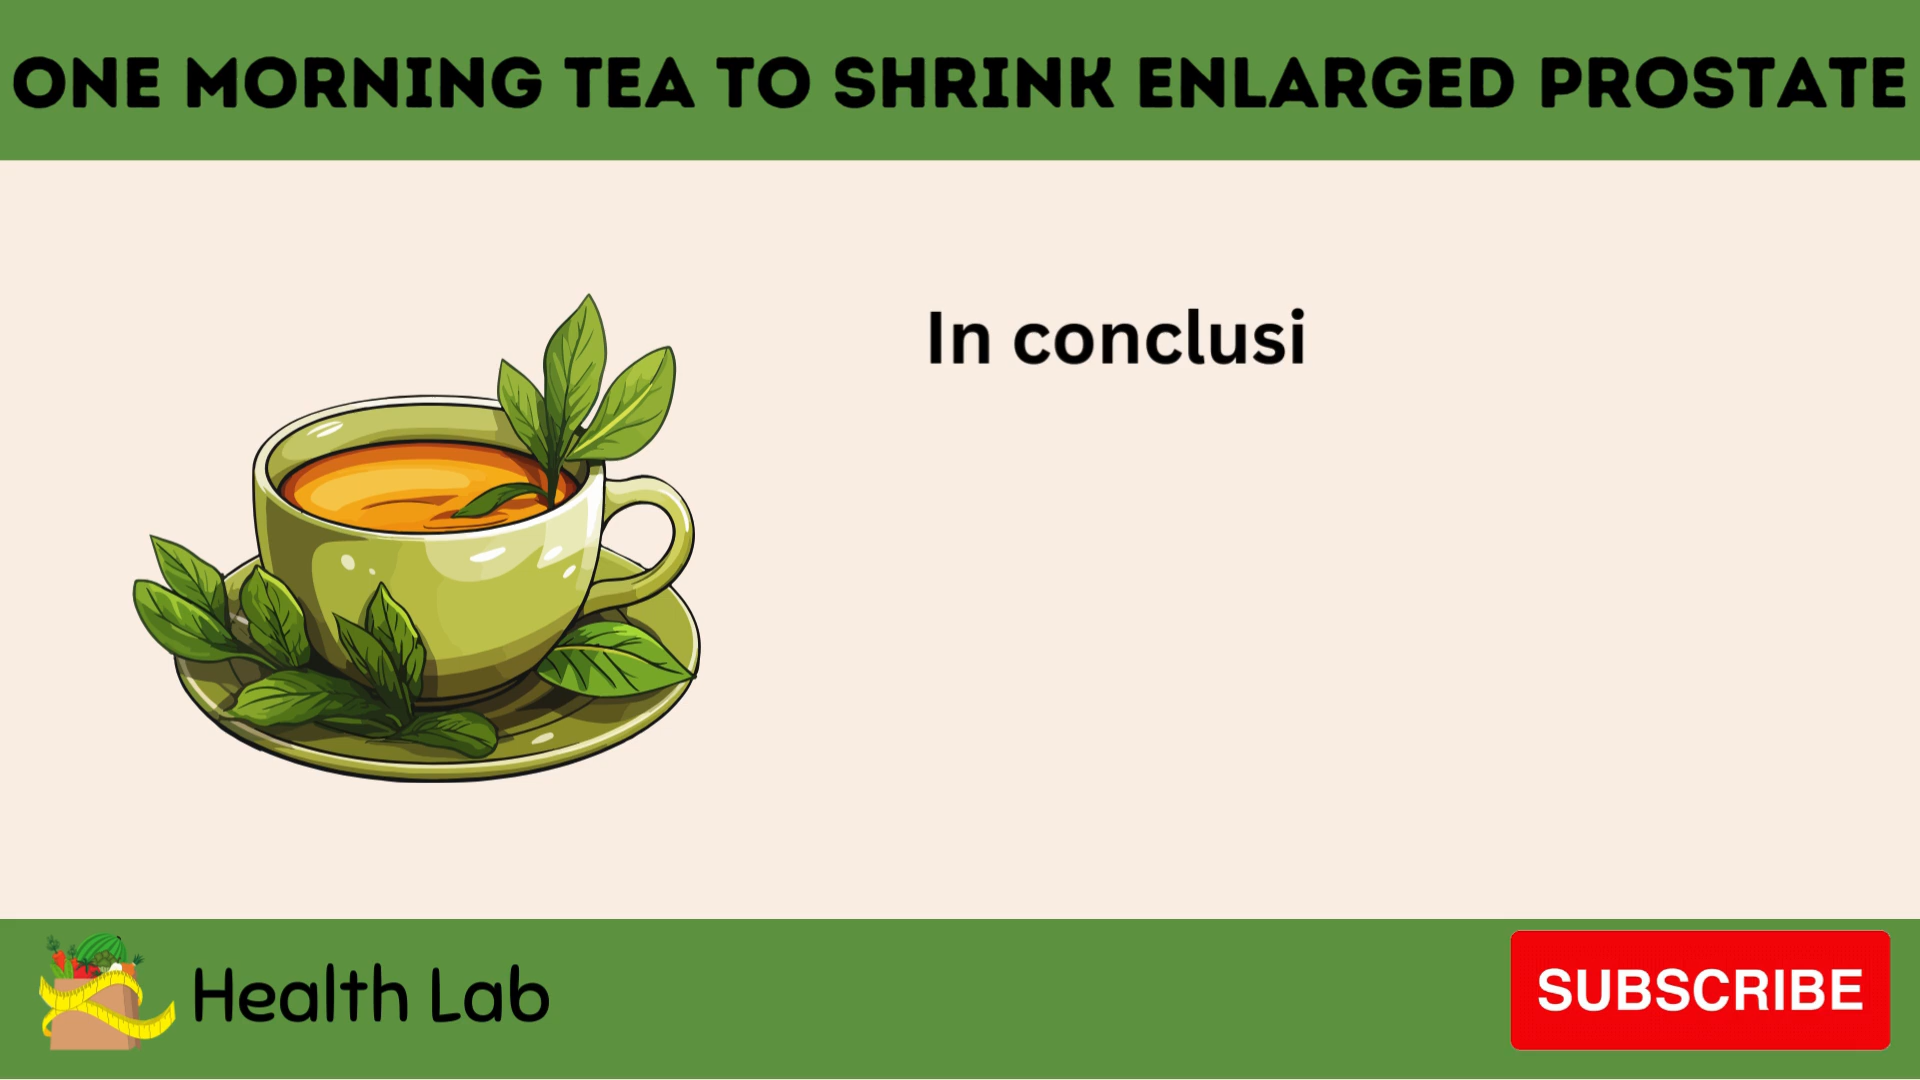 ONE MORNING TEA TO SHRINK ENLARGED PROSTATE
In conclusi
Health Lab
SUBSCRIBE